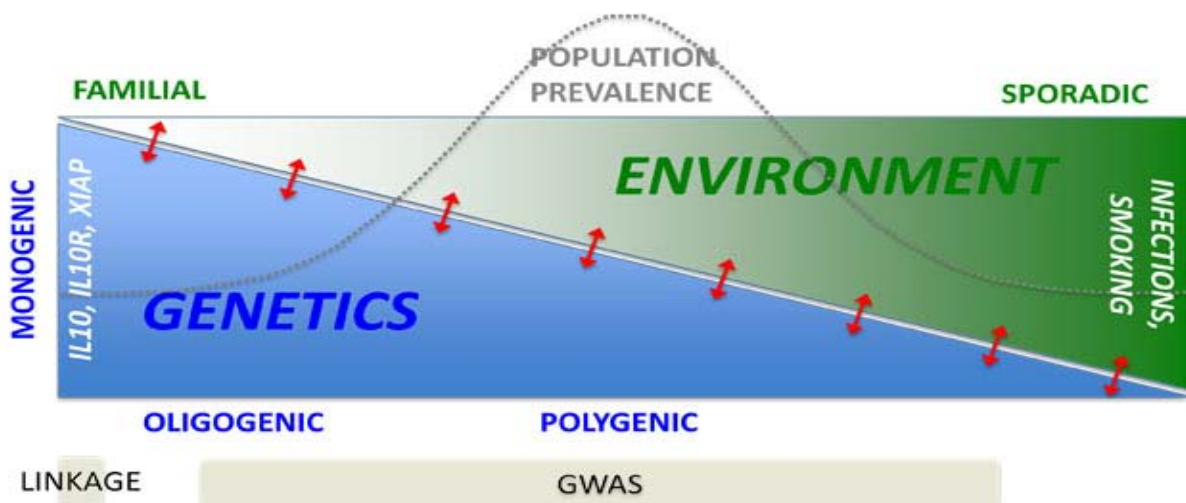 POPULATION
PREVALENCE
FAMILIAL
SPORADIC
ENVIRONMENT
MONOGENIC
IL10, IL10R, XIAP
GENETICS
INFECTIONS,
SMOKING
OLIGOGENIC
POLYGENIC
LINKAGE
GWAS